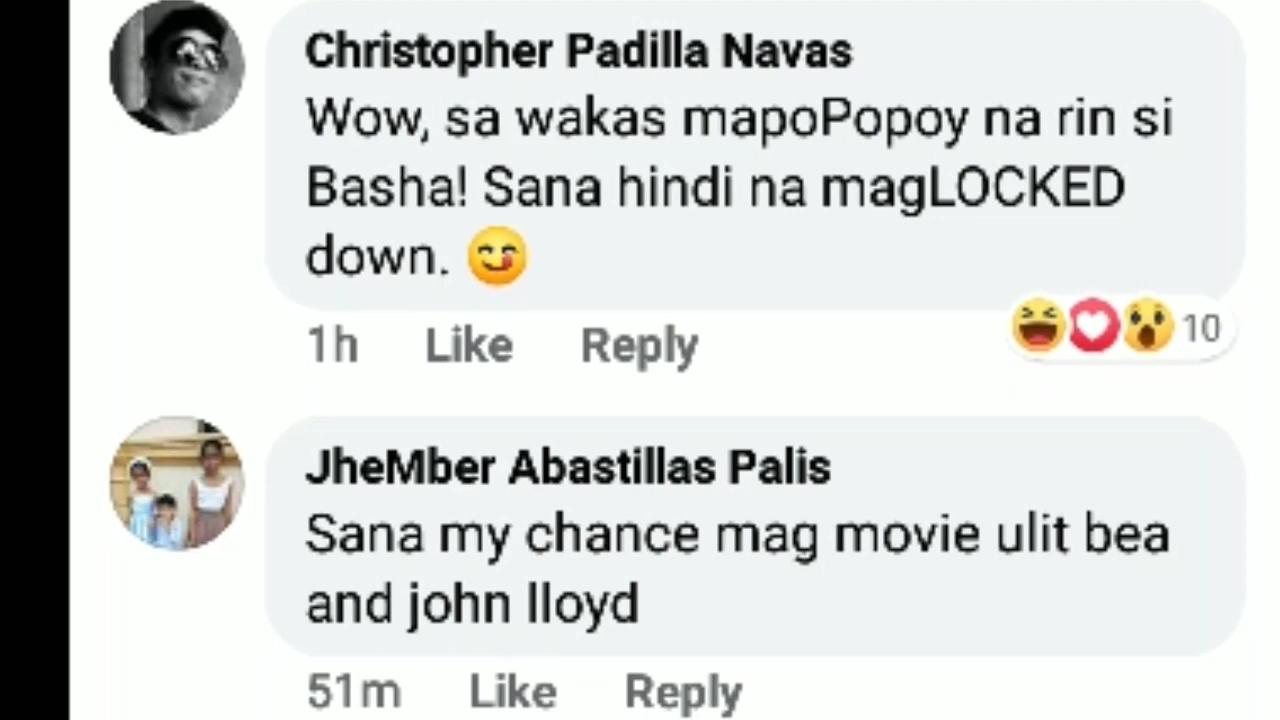 Christopher Padilla Navas
Wow, sa wakas mapoPopoy na rin si
Basha! Sana hindi na magLOCKED
down. 😋
1h Like Reply 10
JheMber Abastillas Palis
Sana my chance mag movie ulit bea
and john lloyd
51m Like Reply